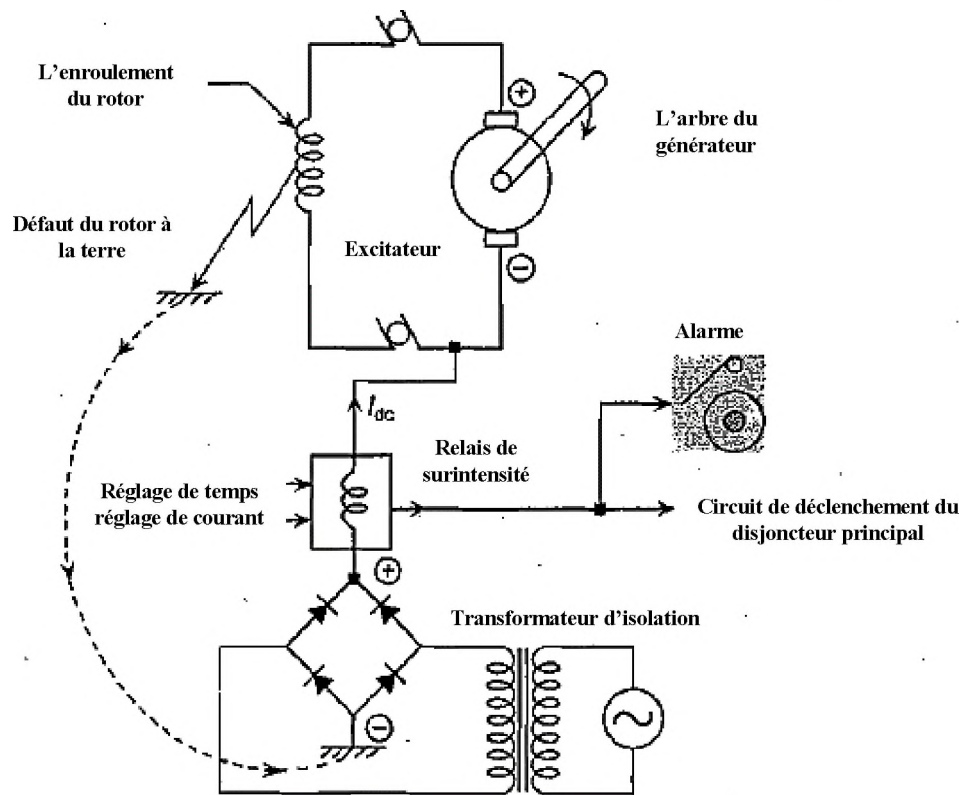 L'enroulement
du rotor
+
L'arbre du
générateur
Défaut du rotor à
la terre
Excitateur
−
Alarme
I dc
Relais de
surintensité
Réglage de temps
réglage de courant
Circuit de déclenchement du
disjoncteur principal
+
Transformateur d'isolation
−